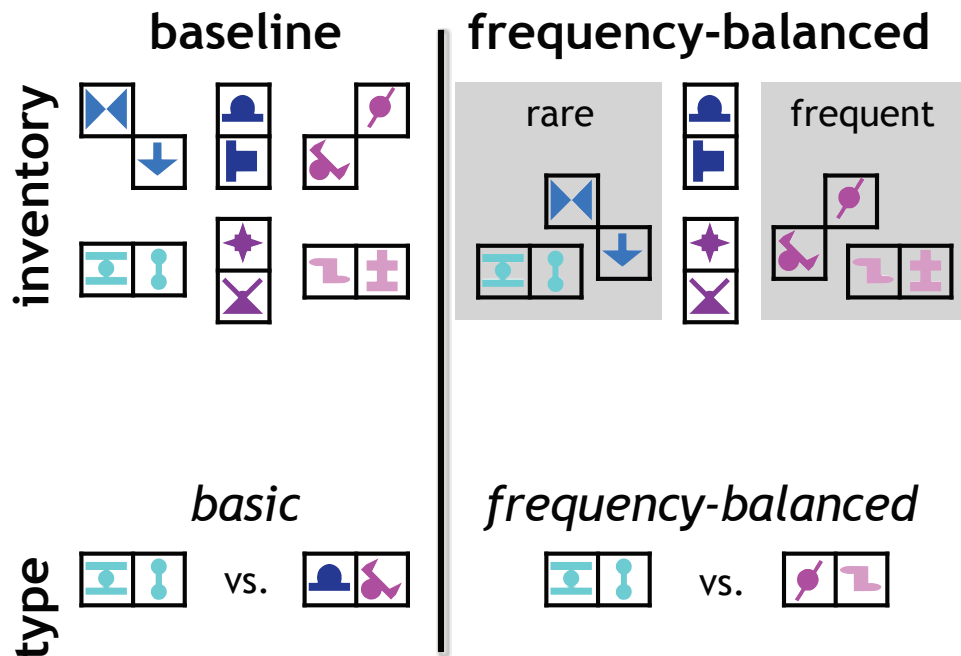 baseline
frequency-balanced
inventory
rare
frequent
basic
frequency-balanced
type
vs.
vs.